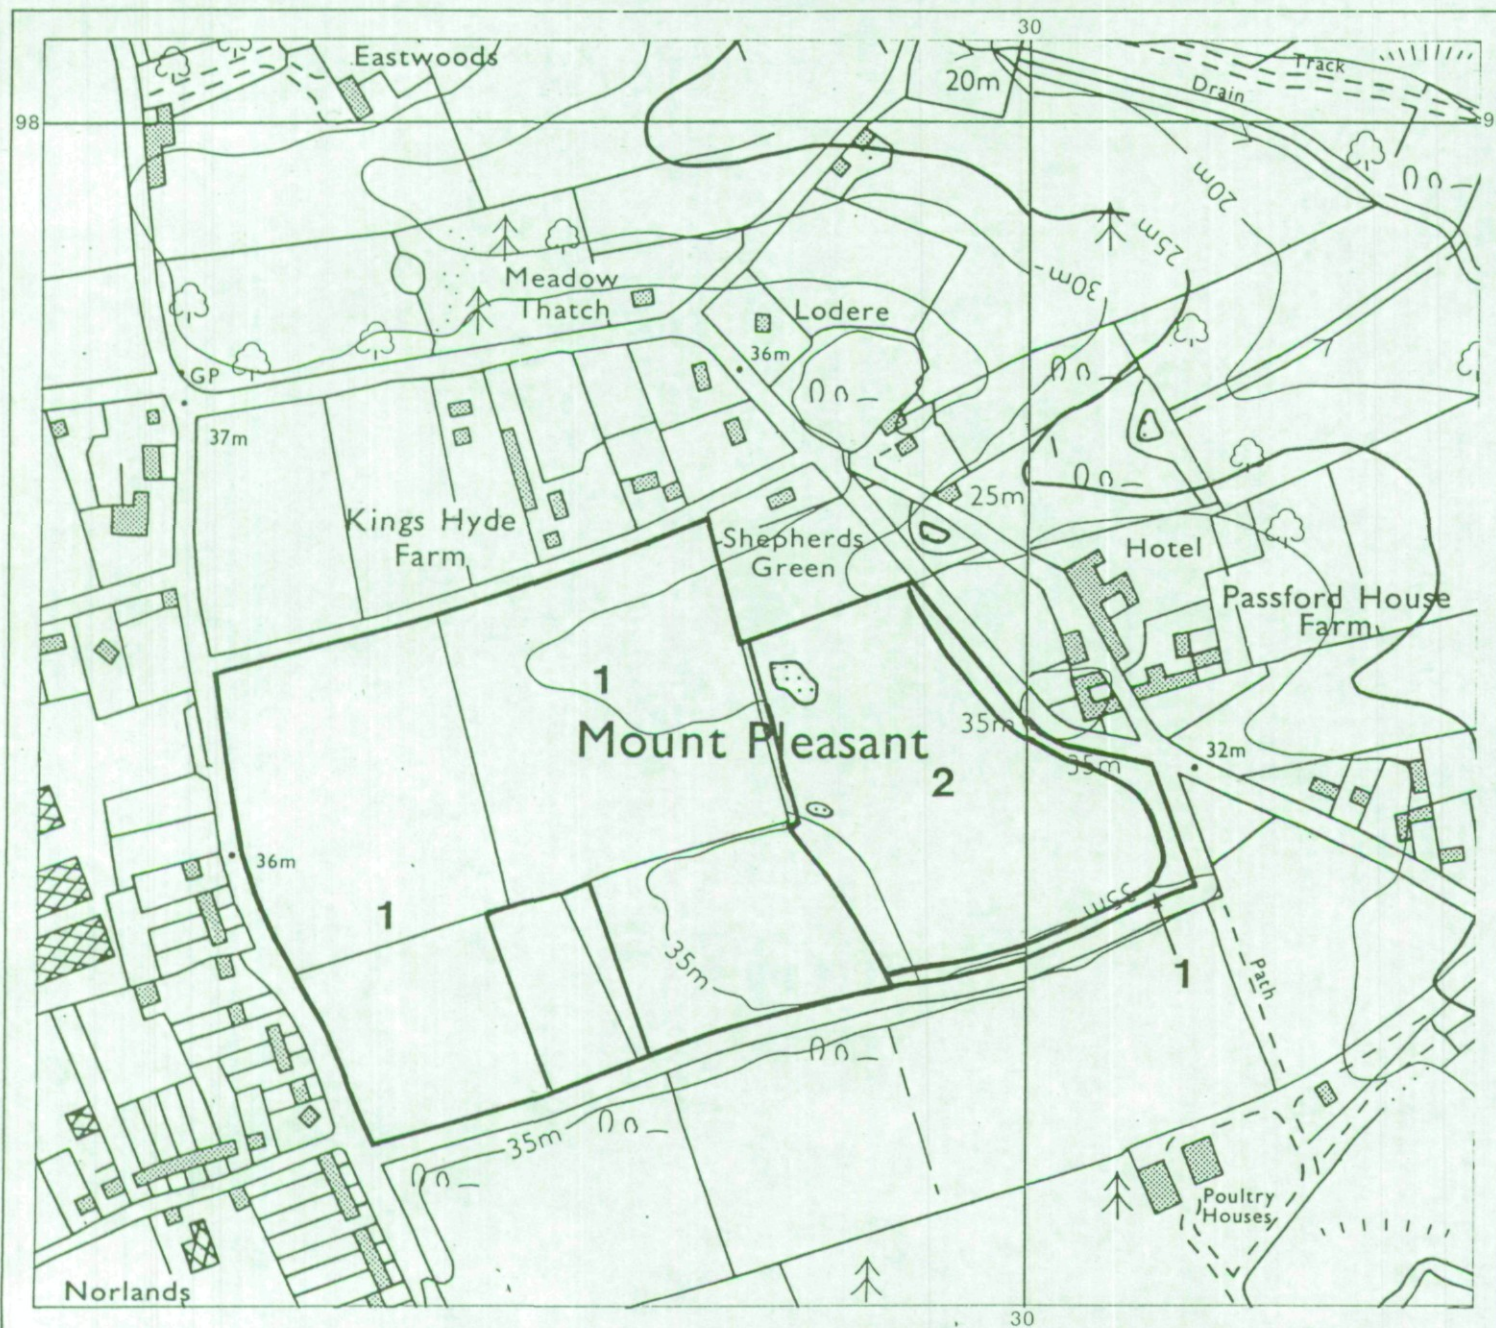 30
Eastwoods
20m
Track
Drain
98
9
20m
25m
30m
Meadow
Thatch
Lodere
36m
GP
37m
25m
Kings Hyde
Farm
Shepherds
Green
Hotel
Passford House
Farm
1
35m
Mount Pleasant
32m
35m
2
36m
1
35m
35m
1
Path
35m
Poultry
Houses
Norlands
30